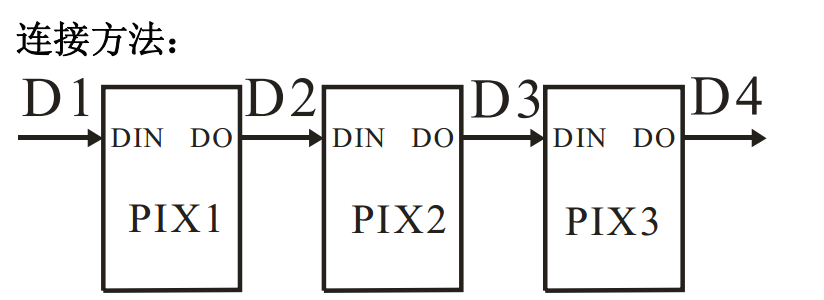 连接方法：
D1 D2 D3 D4
DIN DO DIN DO DIN DO
PIX1 PIX2 PIX3